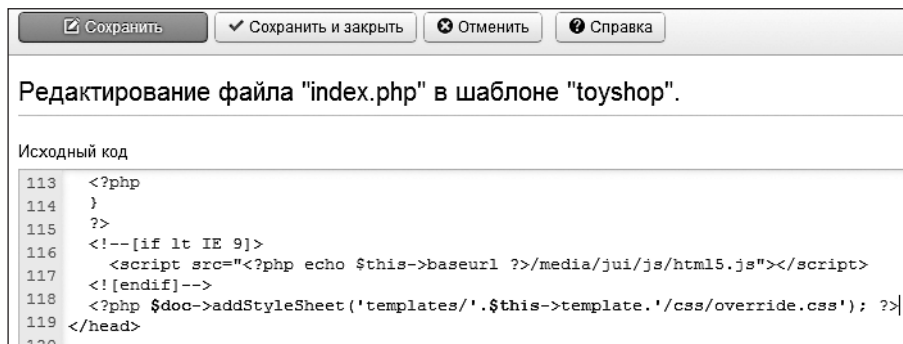 Сохранить Сохранить и закрыть Отменить Справка
Редактирование файла "index.php" в шаблоне "toyshop".
Исходный код
113 <?php
114 }
115 ?>
116 <!--[if lt IE 9]>
117 <script src="<?php echo $this->baseurl ?>/media/jui/js/html5.js"></script>
118 <![endif]-->
<?php $doc->addStyleSheet('templates/'.$this->template.'/css/override.css'); ?>
119 </head>